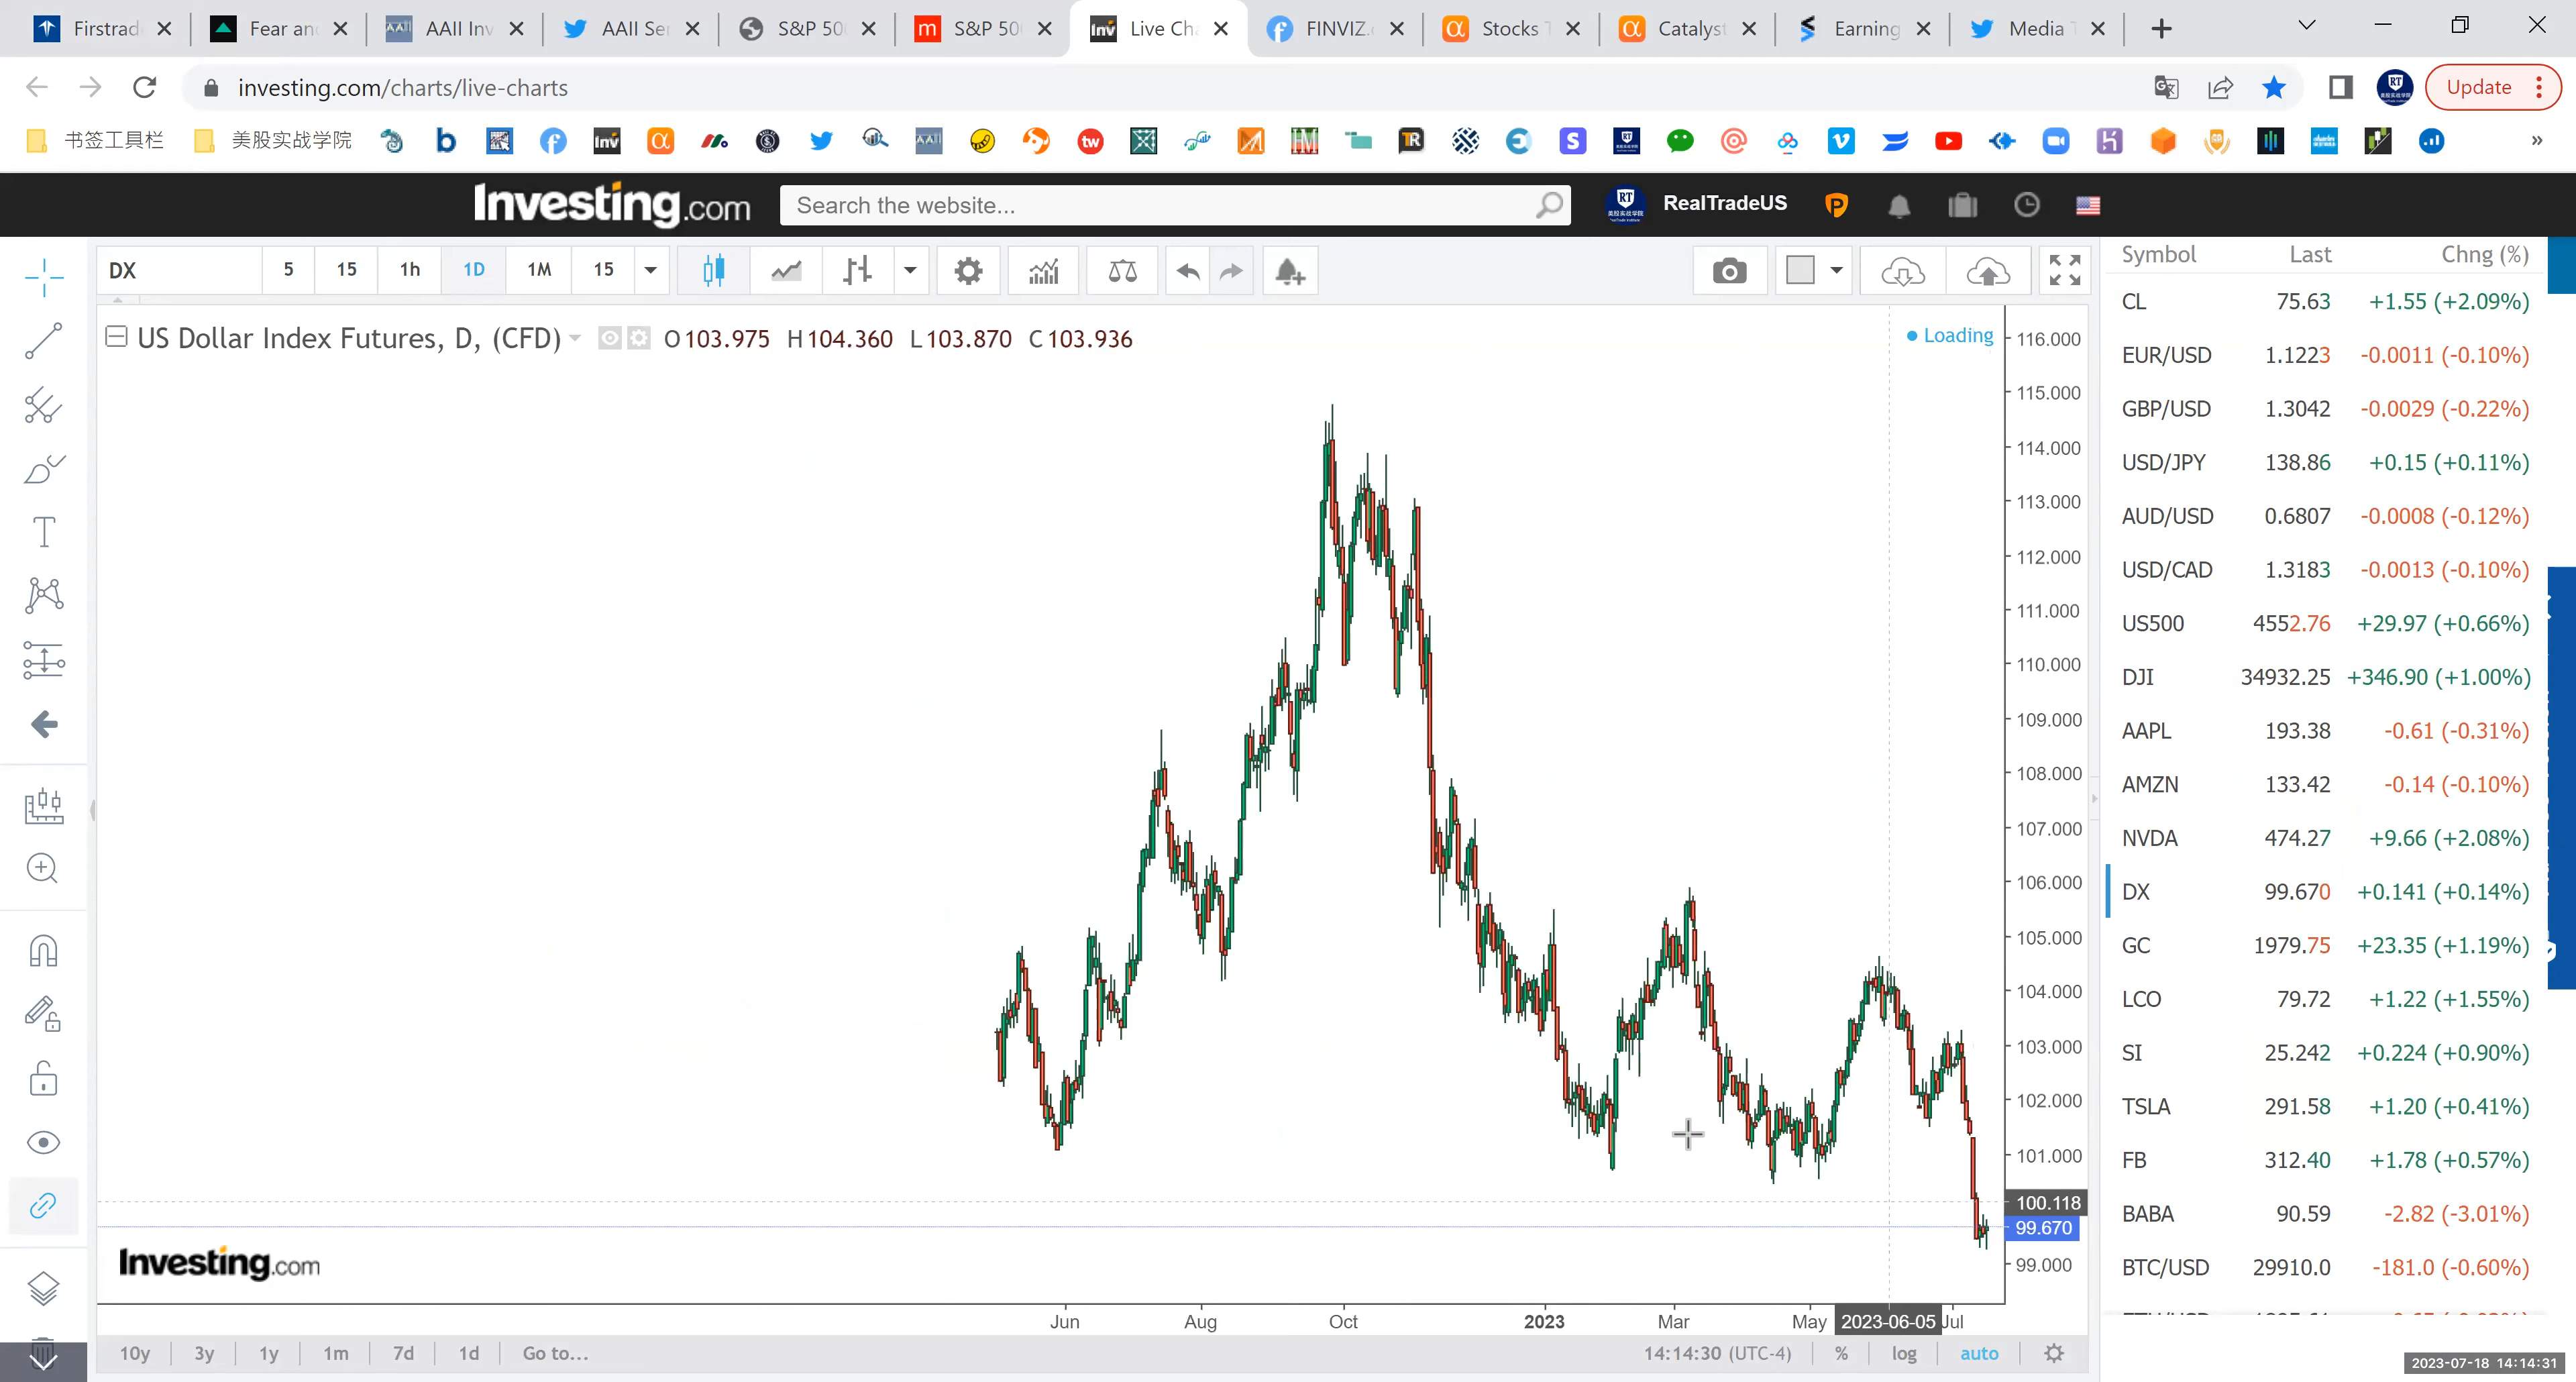 Firstrad
Fear an
AAII Inv
AAII Se
S&P 50
S&P 50
Live Ch
FINVIZ.
Stocks T
Catalyst
Earning
Media T
investing.com/charts/live-charts
Update
书签工具栏
美股实战学院
Investing.com
Search the website...
RealTradeUS
DX 5 15 1h 1D 1M 15
Symbol Last Chng (%)
US Dollar Index Futures, D, (CFD) O103.975 H104.360 L103.870 C103.936
Loading
116.000
115.000
114.000
113.000
112.000
111.000
110.000
109.000
108.000
107.000
106.000
105.000
104.000
103.000
102.000
101.000
100.118
99.670
99.000
CL 75.63 +1.55 (+2.09%)
EUR/USD 1.1223 -0.0011 (-0.10%)
GBP/USD 1.3042 -0.0029 (-0.22%)
USD/JPY 138.86 +0.15 (+0.11%)
AUD/USD 0.6807 -0.0008 (-0.12%)
USD/CAD 1.3183 -0.0013 (-0.10%)
US500 4552.76 +29.97 (+0.66%)
DJI 34932.25 +346.90 (+1.00%)
AAPL 193.38 -0.61 (-0.31%)
AMZN 133.42 -0.14 (-0.10%)
NVDA 474.27 +9.66 (+2.08%)
DX 99.670 +0.141 (+0.14%)
GC 1979.75 +23.35 (+1.19%)
LCO 79.72 +1.22 (+1.55%)
SI 25.242 +0.224 (+0.90%)
TSLA 291.58 +1.20 (+0.41%)
FB 312.40 +1.78 (+0.57%)
BABA 90.59 -2.82 (-3.01%)
BTC/USD 29910.0 -181.0 (-0.60%)
Investing.com
Jun Aug Oct 2023 Mar May 2023-06-05 Jul
10y 3y 1y 1m 7d 1d Go to...
14:14:30 (UTC-4) % log auto
2023-07-18 14:14:31